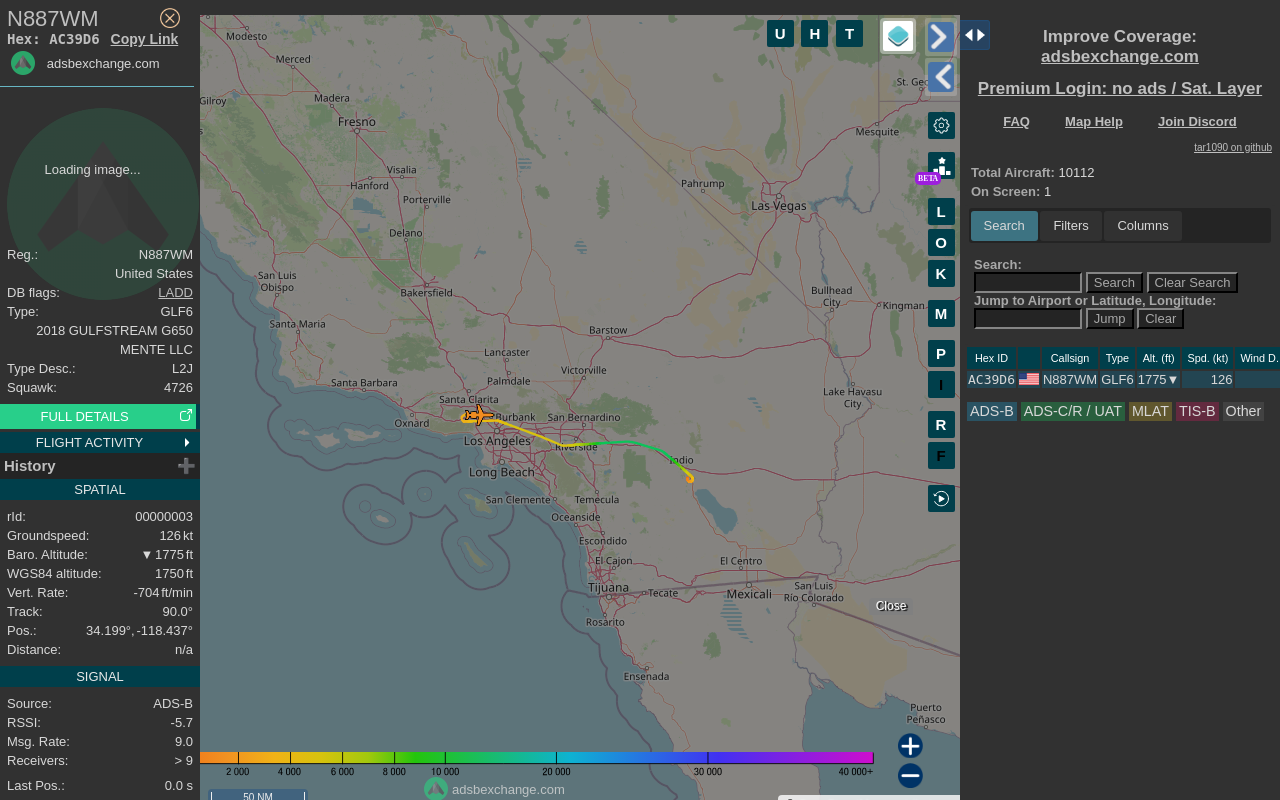 N887WM
Hex: AC39D6 Copy Link
adsbexchange.com
Loading image...
Reg.: N887WM
United States
DB flags: LADD
Type: GLF6
2018 GULFSTREAM G650
MENTE LLC
Type Desc.: L2J
Squawk: 4726
FULL DETAILS
FLIGHT ACTIVITY
History
SPATIAL
rId: 00000003
Groundspeed: 126 kt
Baro. Altitude: ▼ 1775 ft
WGS84 altitude: 1750 ft
Vert. Rate: -704 ft/min
Track: 90.0°
Pos.: 34.199°, -118.437°
Distance: n/a
SIGNAL
Source: ADS-B
RSSI: -5.7
Msg. Rate: 9.0
Receivers: > 9
Last Pos.: 0.0 s
Modesto
Merced
Gilroy
Madera
Fresno
Visalia
Hanford
Porterville
Delano
San Luis
Obispo
Bakersfield
Santa Maria
Santa Barbara
Lancaster
Palmdale
Santa Clarita
Oxnard
Burbank
Los Angeles
Long Beach
San Bernardino
Riverside
Victorville
Barstow
Indio
San Clemente
Temecula
Oceanside
Escondido
El Cajon
Tijuana
Tecate
Rosarito
Ensenada
El Centro
Mexicali
San Luis
Río Colorado
Puerto
Peñasco
Pahrump
Las Vegas
Mesquite
St. Geo
Bullhead
City
Kingman
Lake Havasu
City
Close
U H T
BETA
L
O
K
M
P
I
R
F
2 000 4 000 6 000 8 000 10 000 20 000 30 000 40 000+
adsbexchange.com
50 NM
Improve Coverage:
adsbexchange.com
Premium Login: no ads / Sat. Layer
FAQ Map Help Join Discord
tar1090 on github
Total Aircraft: 10112
On Screen: 1
Search Filters Columns
Search:
Search Clear Search
Jump to Airport or Latitude, Longitude:
Jump Clear
Hex ID Callsign Type Alt. (ft) Spd. (kt) Wind D.
AC39D6 N887WM GLF6 1775▼ 126
ADS-B ADS-C/R / UAT MLAT TIS-B Other